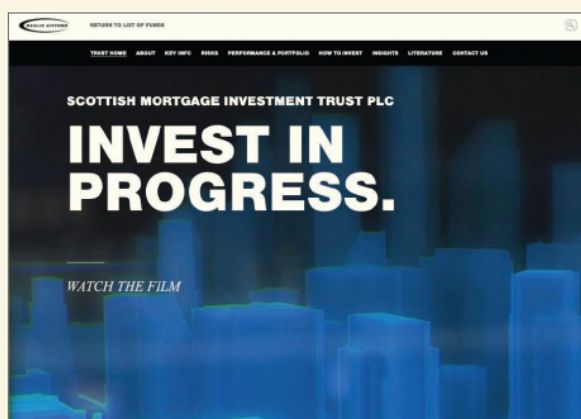 BAILLIE GIFFORD
RETURN TO LIST OF FUNDS
TRUST HOME ABOUT KEY INFO RISKS PERFORMANCE & PORTFOLIO HOW TO INVEST INSIGHTS LITERATURE CONTACT US
SCOTTISH MORTGAGE INVESTMENT TRUST PLC
INVEST IN
PROGRESS.
WATCH THE FILM